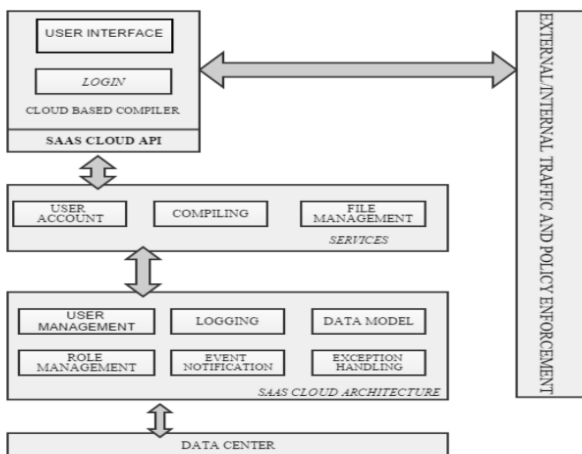 USER INTERFACE
LOGIN
CLOUD BASED COMPILER
SAAS CLOUD API
EXTERNAL/INTERNAL TRAFFIC AND POLICY ENFORCEMENT
USER
ACCOUNT
COMPILING
FILE
MANAGEMENT
SERVICES
USER
MANAGEMENT
LOGGING
DATA MODEL
ROLE
MANAGEMENT
EVENT
NOTIFICATION
EXCEPTION
HANDLING
SAAS CLOUD ARCHITECTURE
DATA CENTER